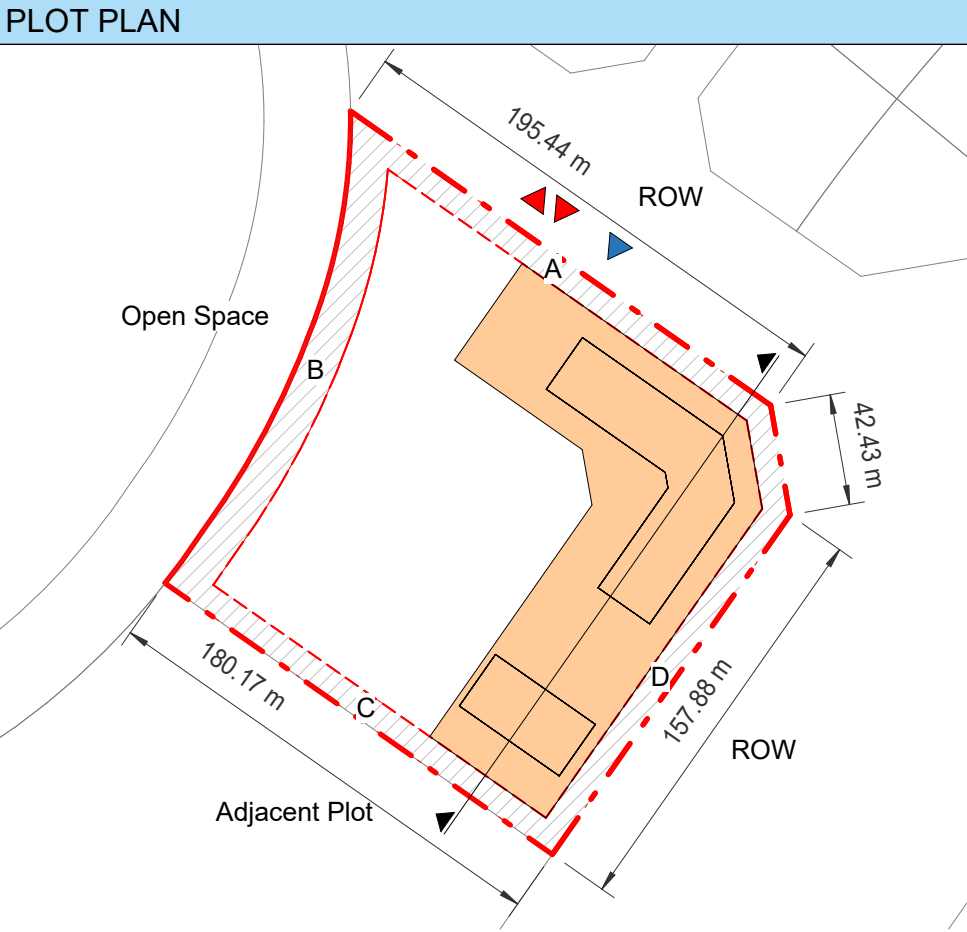 PLOT PLAN
195.44 m
ROW
A
Open Space
B
42.43 m
180.17 m
C
D
157.88 m
ROW
Adjacent Plot